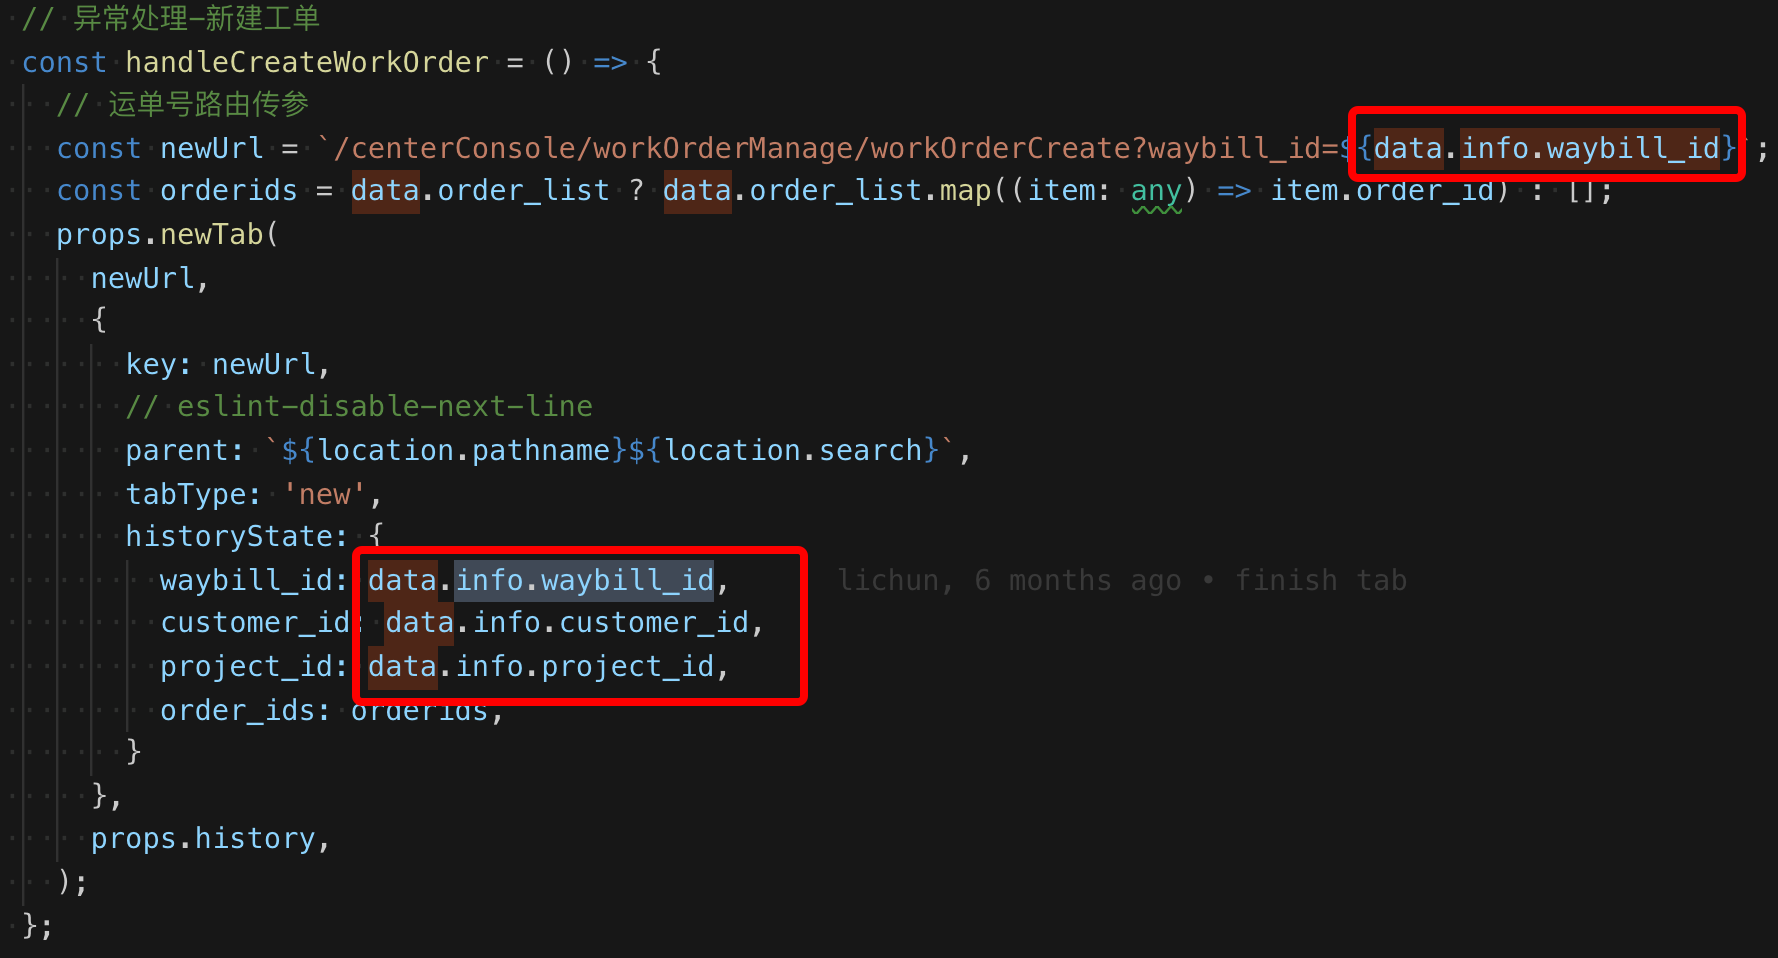 // 异常处理-新建工单
const handleCreateWorkOrder = () => {
// 运单号路由传参
const newUrl = `/centerConsole/workOrderManage/workOrderCreate?waybill_id=${data.info.waybill_id}`;
const orderids = data.order_list ? data.order_list.map((item: any) => item.order_id) : [];
props.newTab(
newUrl,
{
key: newUrl,
// eslint-disable-next-line
parent: `${location.pathname}${location.search}`,
tabType: 'new',
historyState: {
waybill_id: data.info.waybill_id, lichun, 6 months ago • finish tab
customer_id: data.info.customer_id,
project_id: data.info.project_id,
order_ids: orderids,
}
},
props.history,
);
};